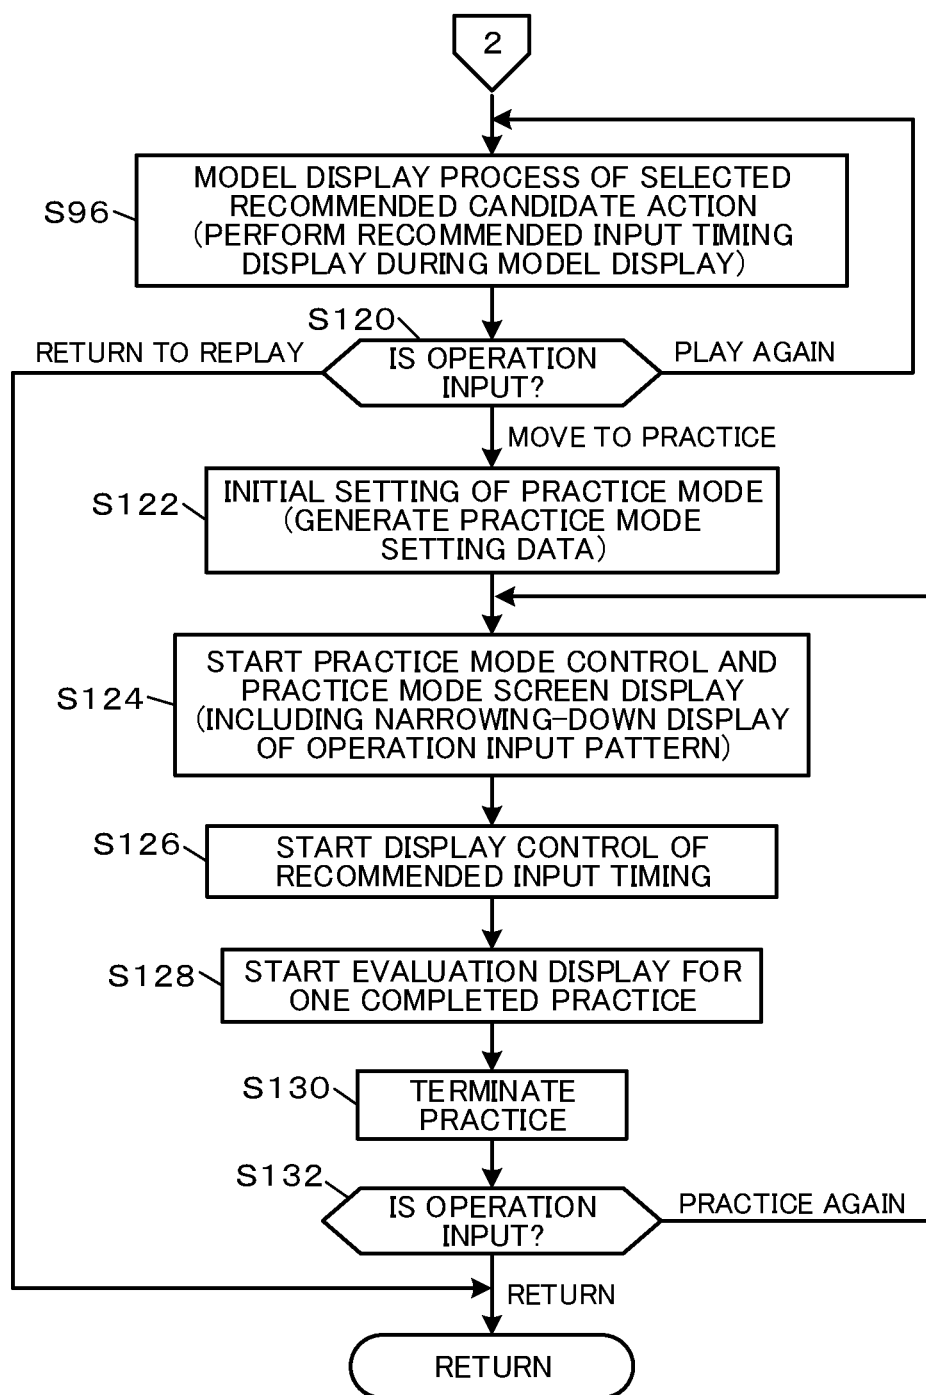 2
MODEL DISPLAY PROCESS OF SELECTED
RECOMMENDED CANDIDATE ACTION
(PERFORM RECOMMENDED INPUT TIMING
DISPLAY DURING MODEL DISPLAY)
S96
S120
RETURN TO REPLAY
IS OPERATION
INPUT?
PLAY AGAIN
MOVE TO PRACTICE
S122
INITIAL SETTING OF PRACTICE MODE
(GENERATE PRACTICE MODE
SETTING DATA)
S124
START PRACTICE MODE CONTROL AND
PRACTICE MODE SCREEN DISPLAY
(INCLUDING NARROWING-DOWN DISPLAY
OF OPERATION INPUT PATTERN)
S126
START DISPLAY CONTROL OF
RECOMMENDED INPUT TIMING
S128
START EVALUATION DISPLAY FOR
ONE COMPLETED PRACTICE
S130
TERMINATE
PRACTICE
S132
IS OPERATION
INPUT?
PRACTICE AGAIN
RETURN
RETURN